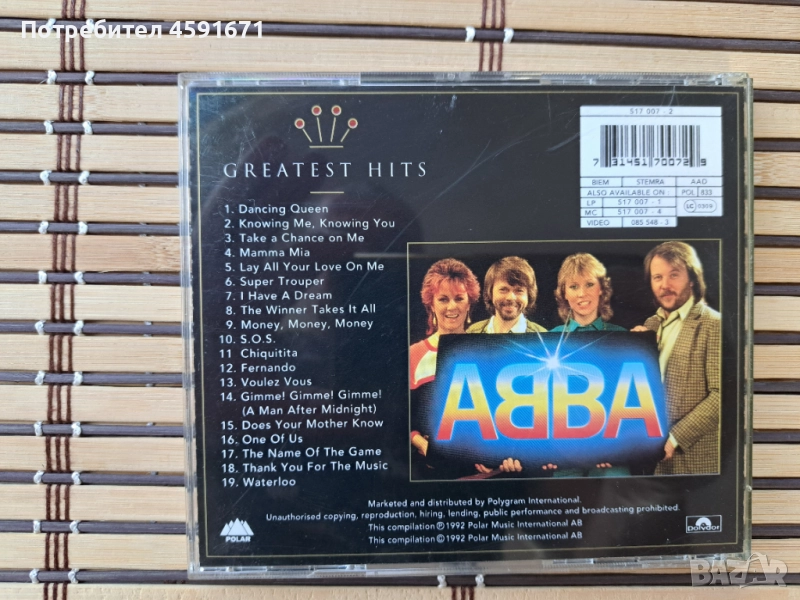 Потребител 4591671
GREATEST HITS
1. Dancing Queen
2. Knowing Me, Knowing You
3. Take a Chance on Me
4. Mamma Mia
5. Lay All Your Love On Me
6. Super Trouper
7. I Have A Dream
8. The Winner Takes It All
9. Money, Money, Money
10. S.O.S.
11 Chiquitita
12. Fernando
13. Voulez Vous
14. Gimme! Gimme! Gimme!
(A Man After Midnight)
15. Does Your Mother Know
16. One Of Us
17. The Name Of The Game
18. Thank You For The Music
19. Waterloo
517 007 - 2
7 31451 70072 9
BIEM STEMRA AAD
ALSO AVAILABLE ON : PDL 833
LP 517 007 - 1
MC 517 007 - 4
VIDEO 085 548 - 3
LC
ABBA
Marketed and distributed by Polygram International.
Unauthorised copying, reproduction, hiring, lending, public performance and broadcasting prohibited.
This compilation ℗ 1992 Polar Music International AB
This compilation © 1992 Polar Music International AB
POLAR
Polydor
BAZAR